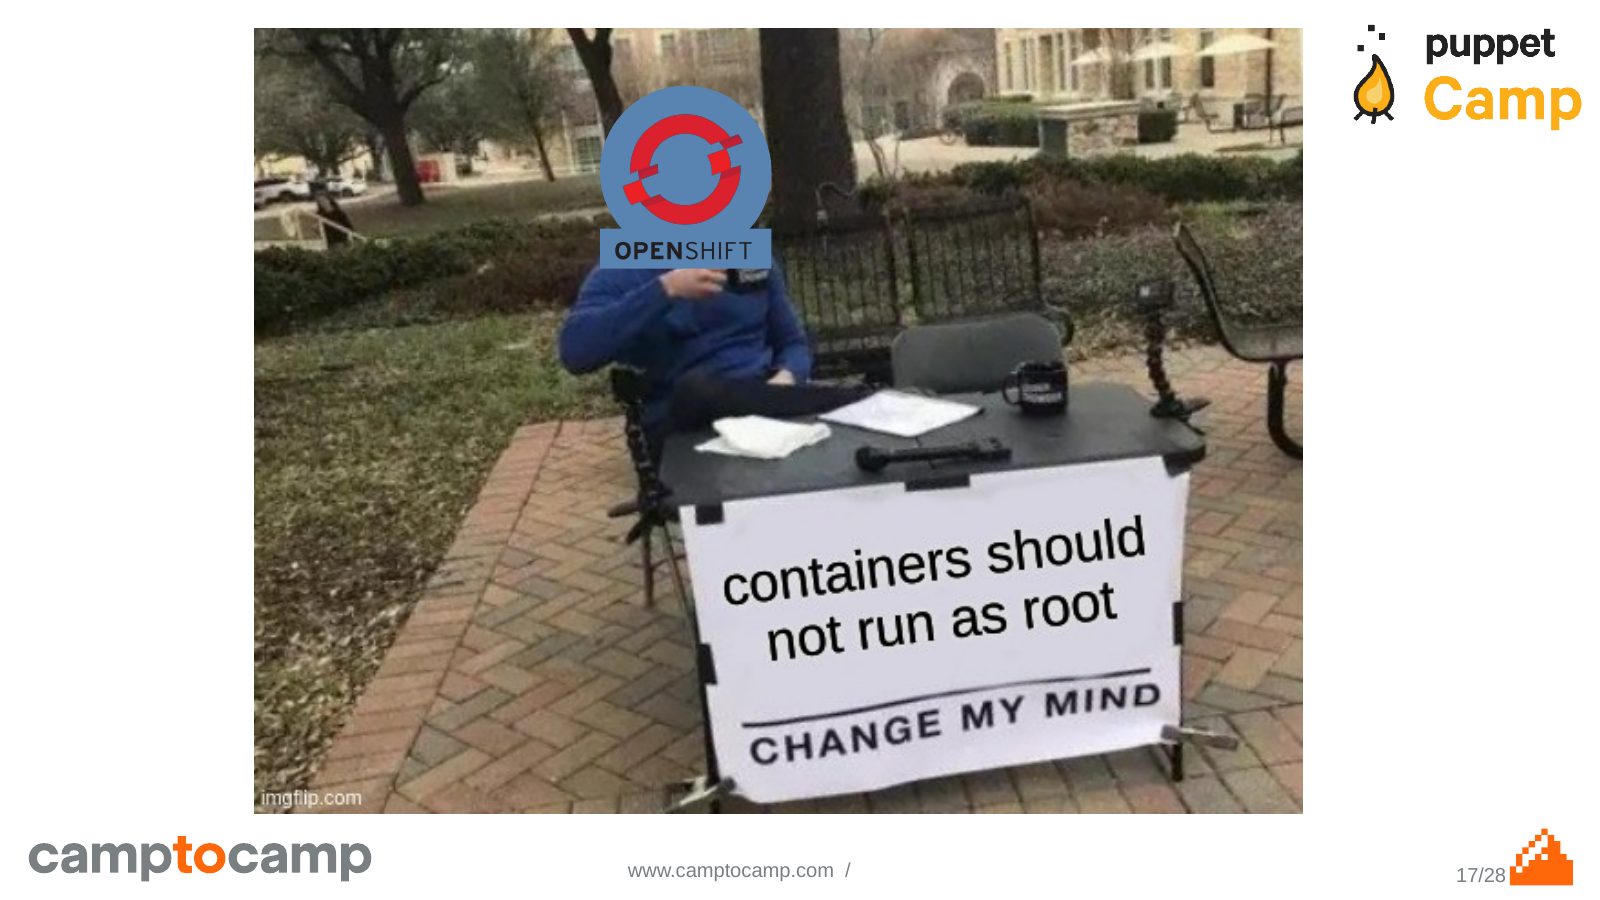 puppet
Camp
OPENSHIFT
containers should
not run as root
CHANGE MY MIND
imgflip.com
camptocamp
www.camptocamp.com /
17/28